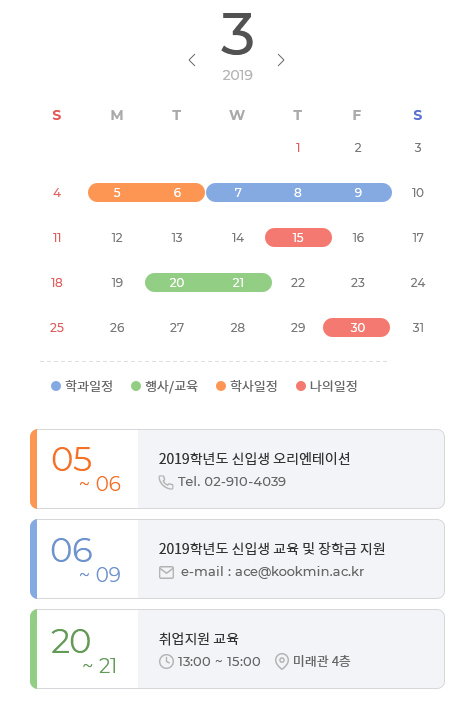 3
2019
S M T W T F S
1 2 3
4 5 6 7 8 9 10
11 12 13 14 15 16 17
18 19 20 21 22 23 24
25 26 27 28 29 30 31
학과일정 행사/교육 학사일정 나의일정
05 ~ 06
2019학년도 신입생 오리엔테이션
Tel. 02-910-4039
06 ~ 09
2019학년도 신입생 교육 및 장학금 지원
e-mail : ace@kookmin.ac.kr
20 ~ 21
취업지원 교육
13:00 ~ 15:00 미래관 4층